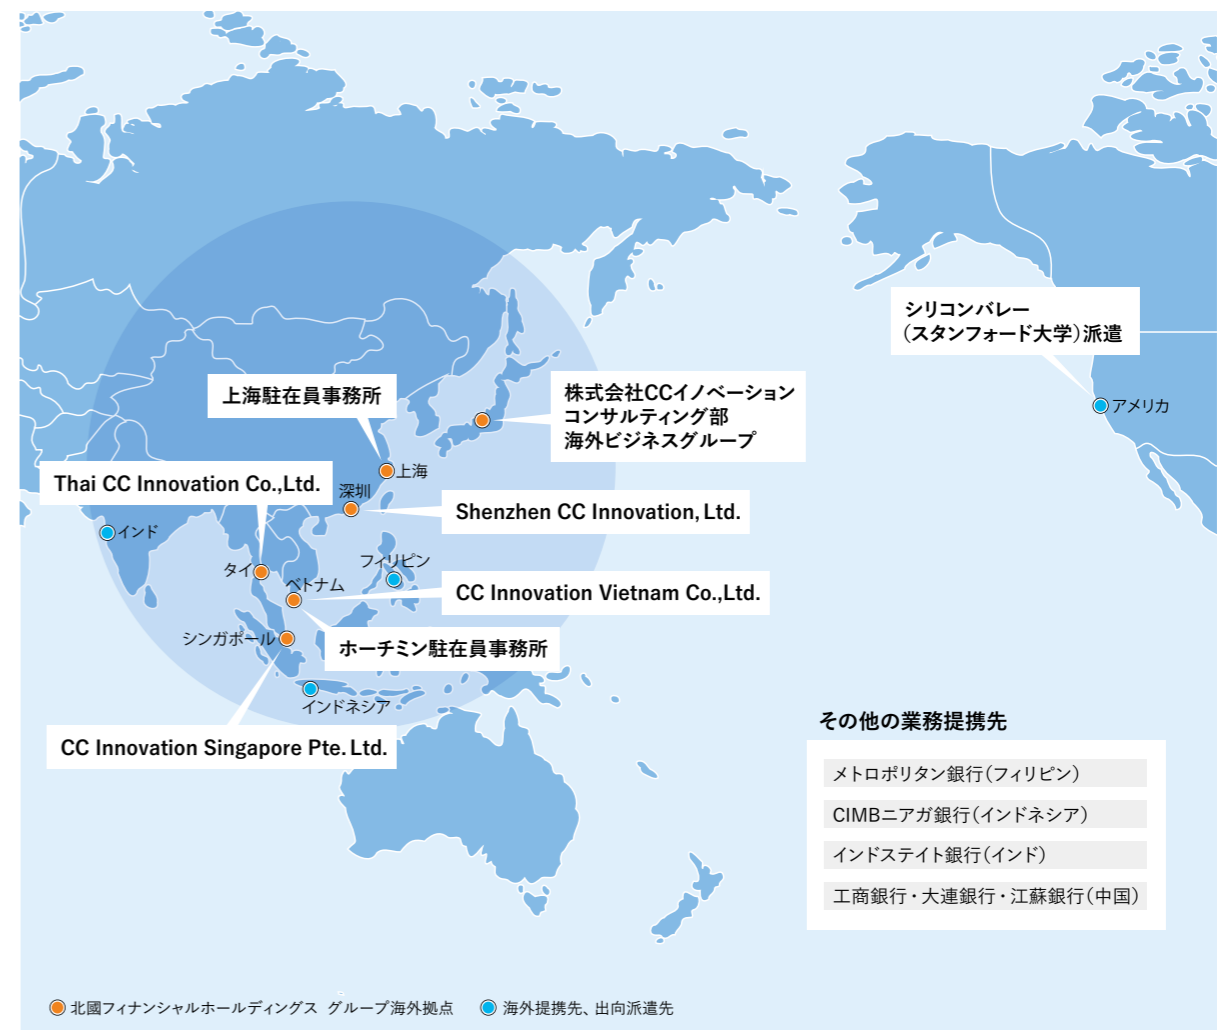 シリコンバレー
（スタンフォード大学）派遣
アメリカ
上海駐在員事務所
株式会社CCイノベーション
コンサルティング部
海外ビジネスグループ
上海
Thai CC Innovation Co.,Ltd.
深圳
Shenzhen CC Innovation, Ltd.
インド
タイ
フィリピン
ベトナム
CC Innovation Vietnam Co.,Ltd.
シンガポール
ホーチミン駐在員事務所
インドネシア
CC Innovation Singapore Pte. Ltd.
その他の業務提携先
メトロポリタン銀行（フィリピン）
CIMBニアガ銀行（インドネシア）
インドステイト銀行（インド）
工商銀行・大連銀行・江蘇銀行（中国）
北國フィナンシャルホールディングス グループ海外拠点
海外提携先、出向派遣先